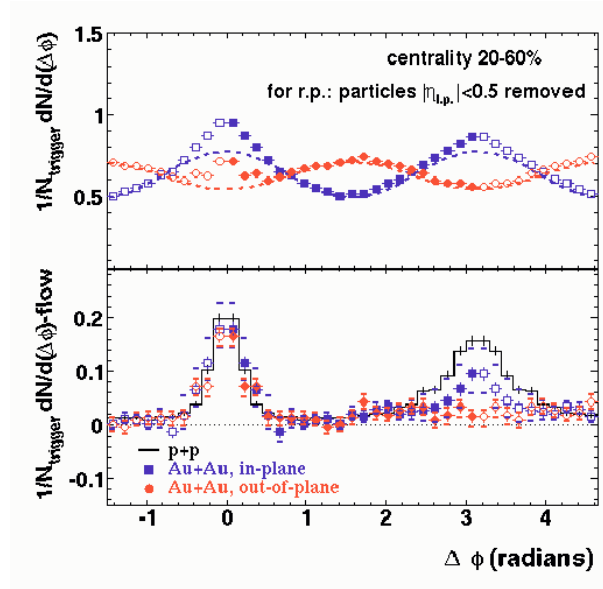 1/N_trigger dN/d(Δϕ)
1.5
1
0.5
centrality 20-60%
for r.p.: particles |η_l.p.|<0.5 removed
1/N_trigger dN/d(Δϕ)-flow
0.2
0.1
0
-0.1
p+p
Au+Au, in-plane
Au+Au, out-of-plane
-1 0 1 2 3 4
Δ ϕ (radians)